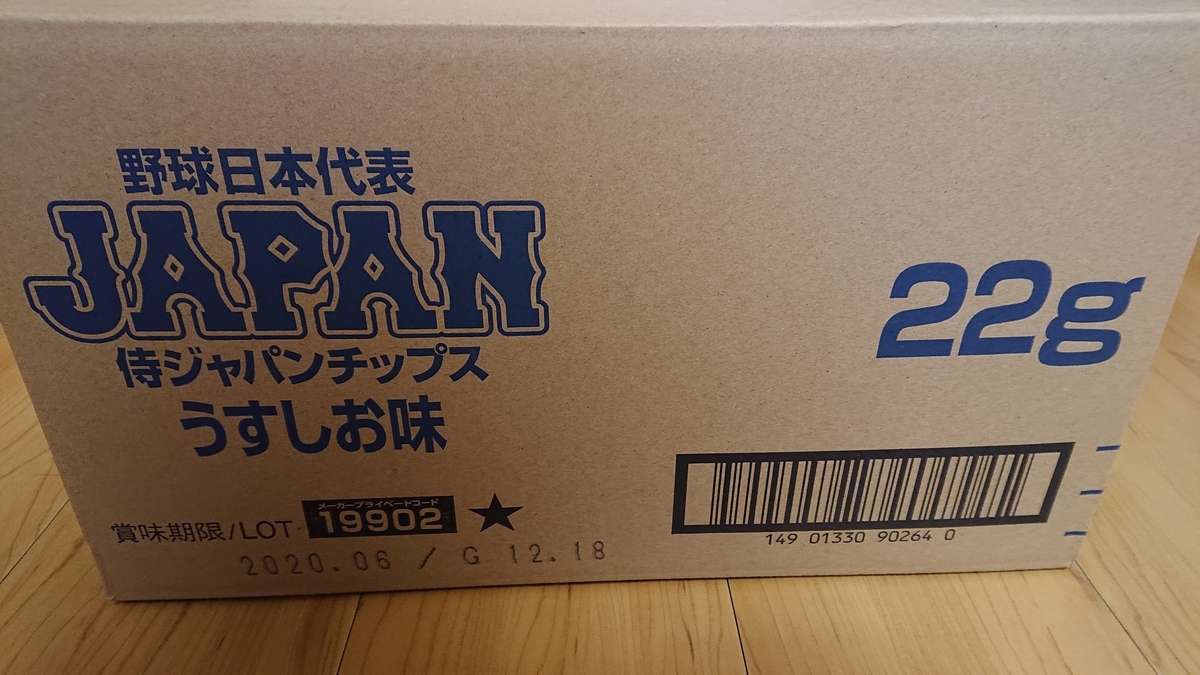 野球日本代表
JAPAN
侍ジャパンチップス
うすしお味
22g
メーカープライベートコード
賞味期限/LOT 19902 ★
2020.06 / G 12.18
149 01330 90264 0